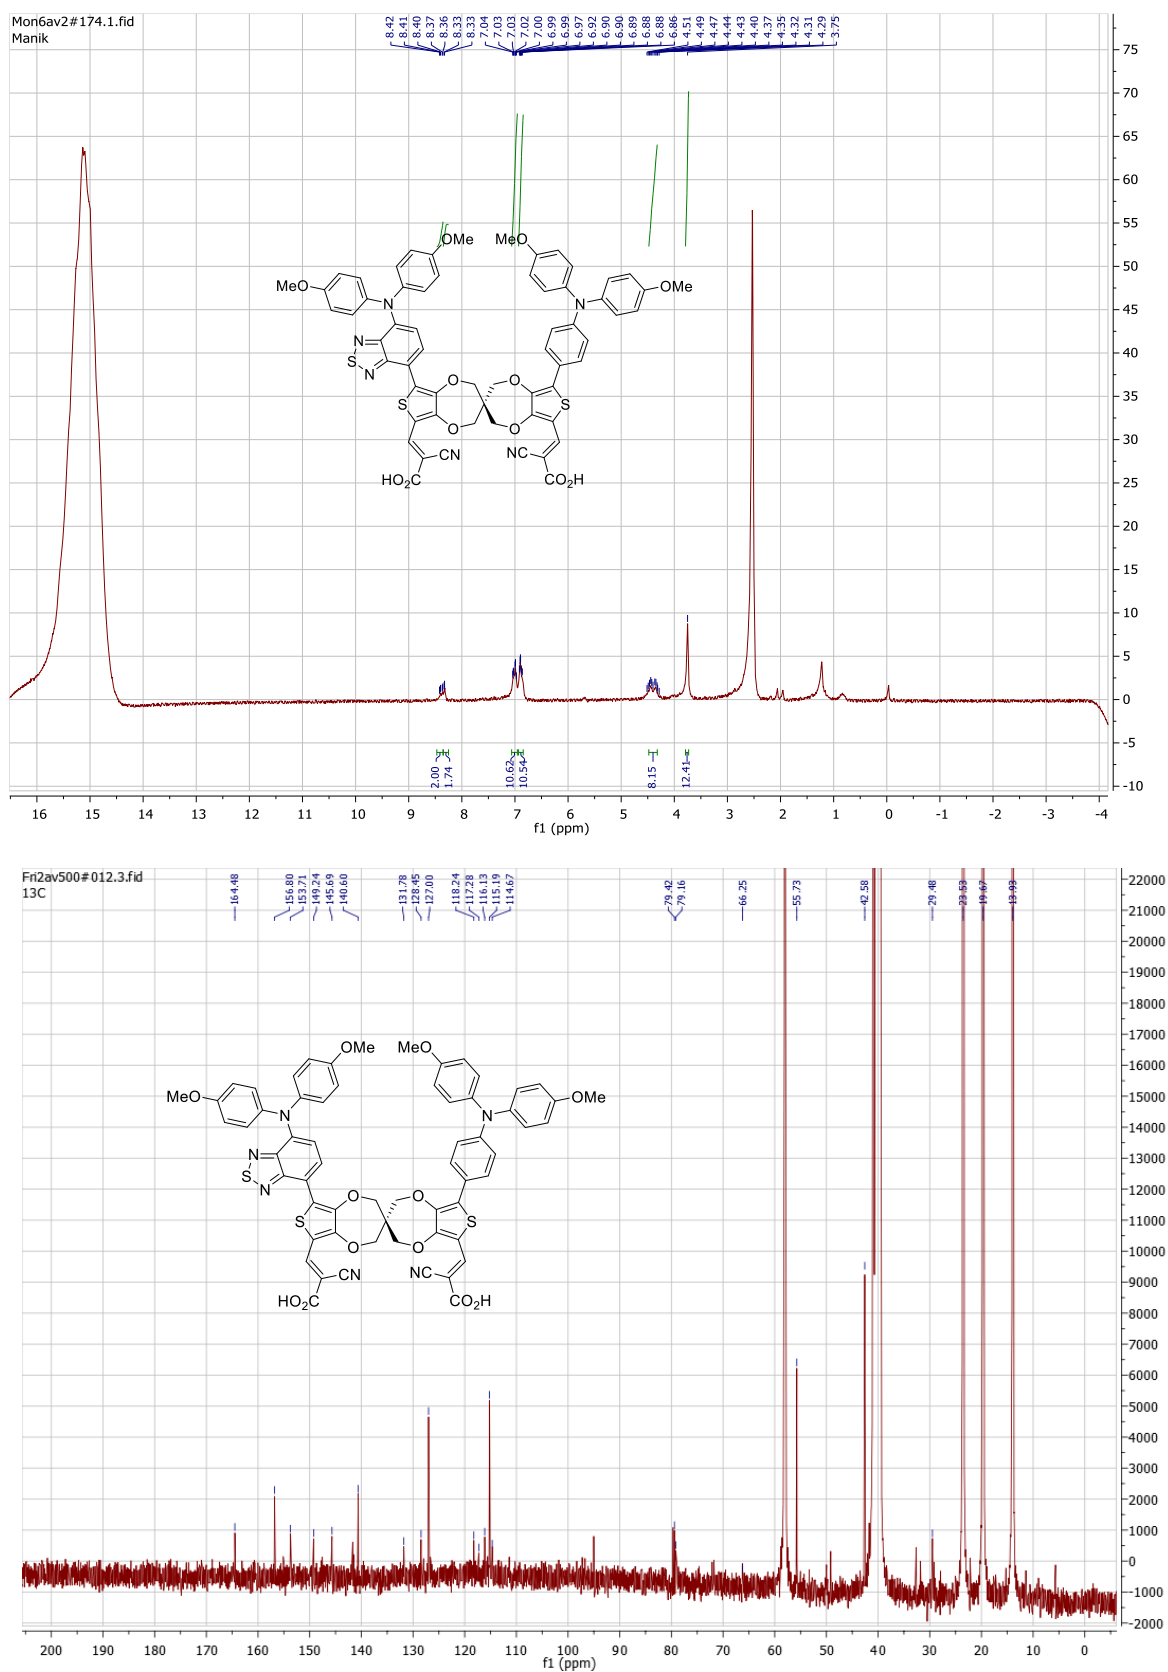 Mon6av2#174.1.fid
Manik
8.42
8.41
8.40
8.37
8.36
8.33
8.33
7.04
7.03
7.03
7.02
7.00
6.99
6.99
6.97
6.92
6.90
6.90
6.89
6.88
6.88
6.86
4.51
4.49
4.47
4.44
4.43
4.40
4.37
4.35
4.32
4.31
4.29
3.75
75
70
65
60
55
50
45
40
35
30
25
20
15
10
5
0
-5
-10
OMe
MeO
MeO
OMe
N
N
N
S
N
O
O
S
S
O
O
CN
NC
HO2C
CO2H
2.00
1.74
10.62
10.54
8.15
12.41
16 15 14 13 12 11 10 9 8 7 6 5 4 3 2 1 0 -1 -2 -3 -4
f1 (ppm)
Fri2av500#012.3.fid
13C
164.48
156.80
153.71
149.24
145.69
140.60
131.78
128.45
127.00
118.24
117.28
116.13
115.19
114.67
79.42
79.16
66.25
55.73
42.58
29.48
23.53
19.67
13.93
22000
21000
20000
19000
18000
17000
16000
15000
14000
13000
12000
11000
10000
9000
8000
7000
6000
5000
4000
3000
2000
1000
0
-1000
-2000
OMe
MeO
MeO
OMe
N
N
N
S
N
O
O
S
S
O
O
CN
NC
HO2C
CO2H
200 190 180 170 160 150 140 130 120 110 100 90 80 70 60 50 40 30 20 10 0
f1 (ppm)